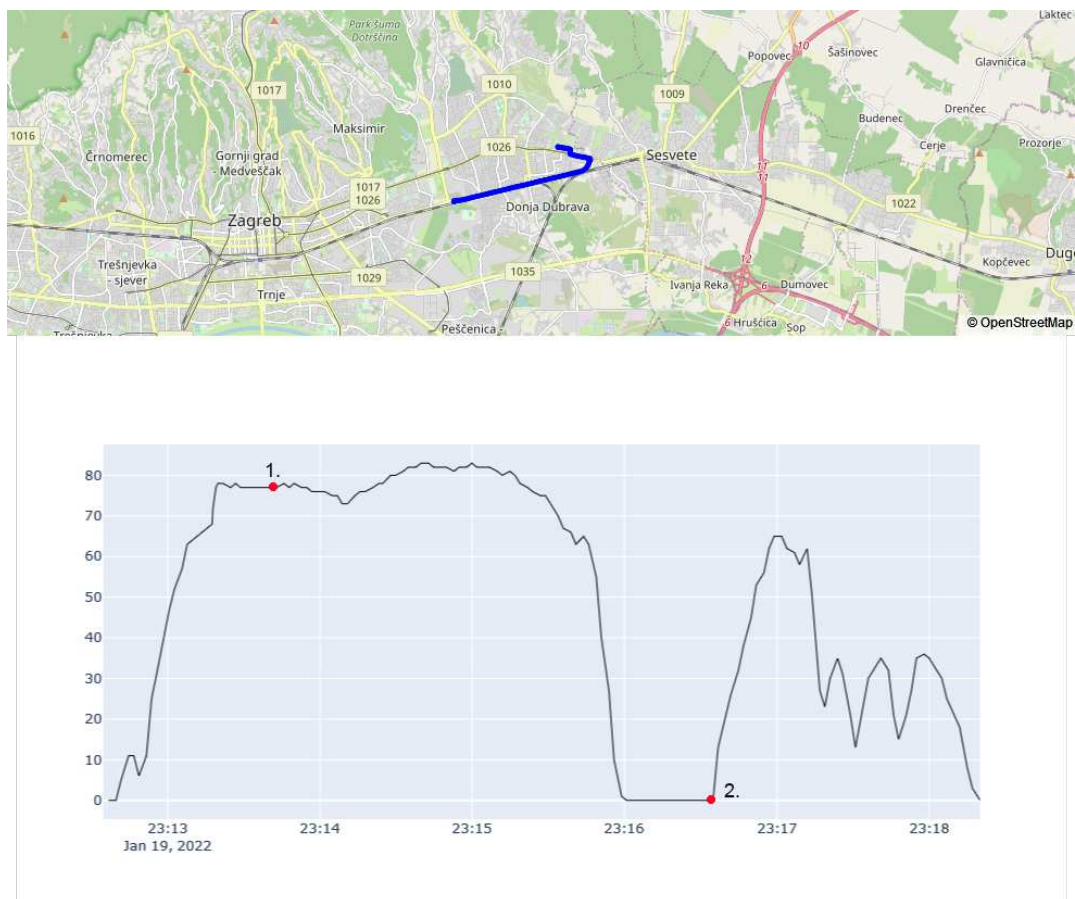 Park šuma
Dotrščina
Laktec
10
Popovec
Šašinovec
Glavničica
1010
1017
1009
1016
Maksimir
Drenčec
Budenec
Črnomerec
Gornji grad
- Medveščak
1026
Sesvete
Cerje
Prozorje
11
11
1017
1026
1022
Donja Dubrava
Zagreb
Trešnjevka
- sjever
1029
1035
12
Kopčevec
Ivanja Reka
6
Dumovec
Trnje
Peščenica
6
Hrušćica
Sop
© OpenStreetMap
1.
80
70
60
50
40
30
20
10
0
2.
23:13
23:14
23:15
23:16
23:17
23:18
Jan 19, 2022